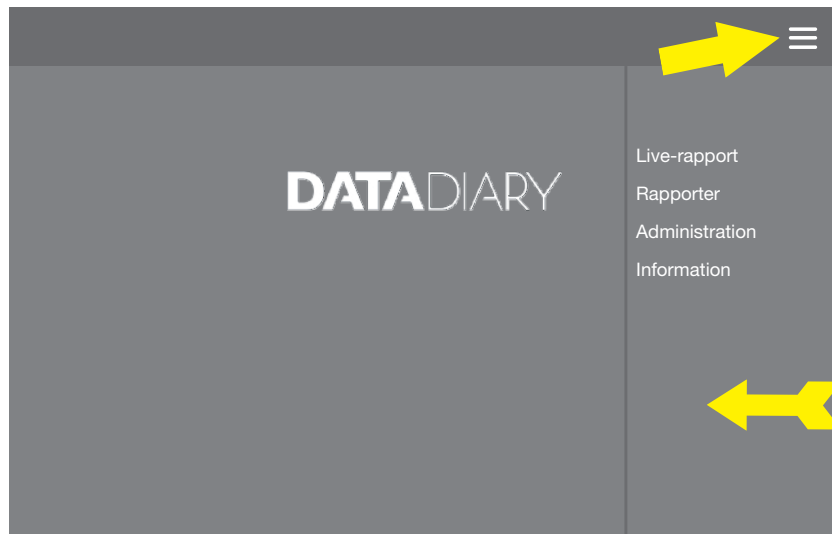 DATADIARY
Live-rapport
Rapporter
Administration
Information